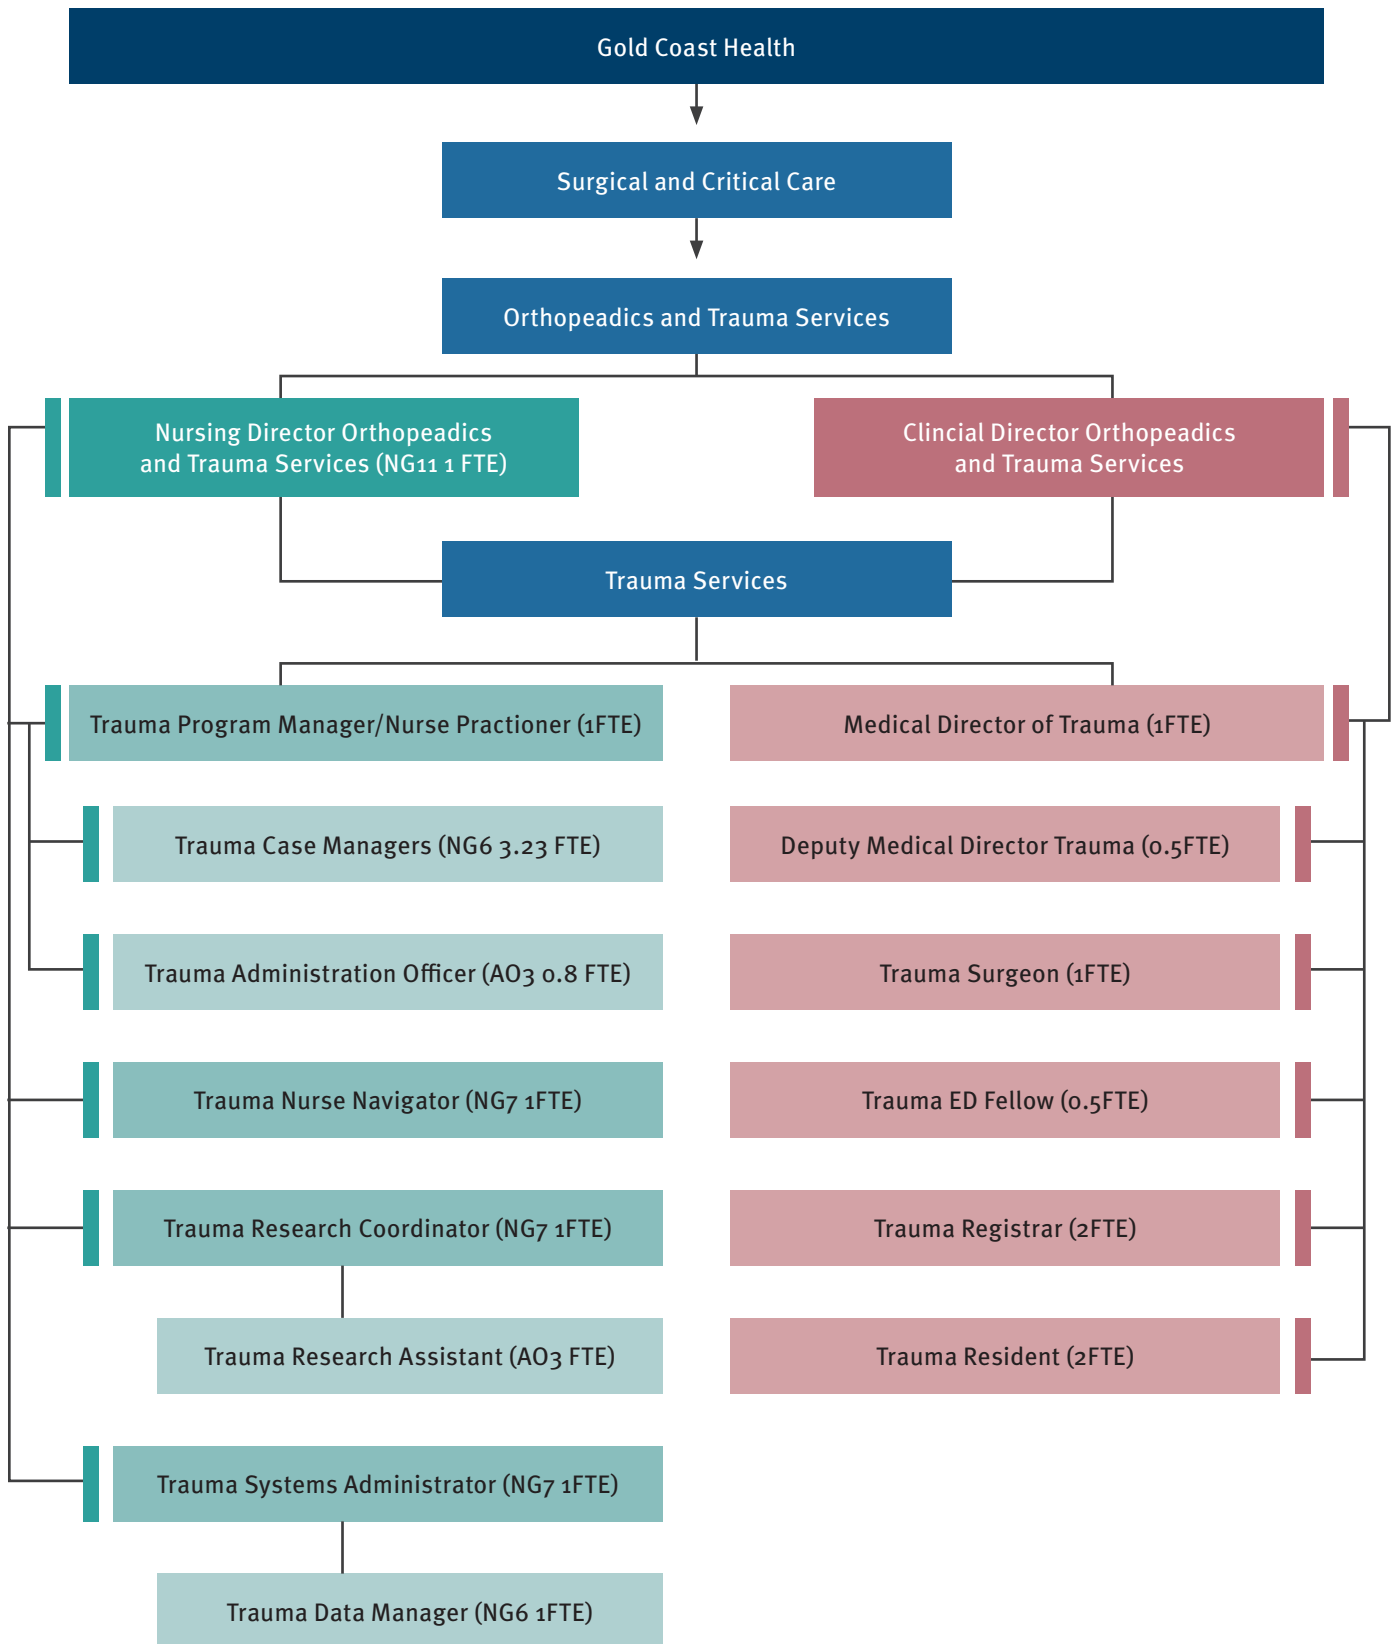 Gold Coast Health
Surgical and Critical Care
Orthopeadics and Trauma Services
Nursing Director Orthopeadics
and Trauma Services (NG11 1 FTE)
Clincial Director Orthopeadics
and Trauma Services
Trauma Services
Trauma Program Manager/Nurse Practioner (1FTE)
Medical Director of Trauma (1FTE)
Trauma Case Managers (NG6 3.23 FTE)
Deputy Medical Director Trauma (0.5FTE)
Trauma Administration Officer (AO3 0.8 FTE)
Trauma Surgeon (1FTE)
Trauma Nurse Navigator (NG7 1FTE)
Trauma ED Fellow (0.5FTE)
Trauma Research Coordinator (NG7 1FTE)
Trauma Registrar (2FTE)
Trauma Research Assistant (AO3 FTE)
Trauma Resident (2FTE)
Trauma Systems Administrator (NG7 1FTE)
Trauma Data Manager (NG6 1FTE)